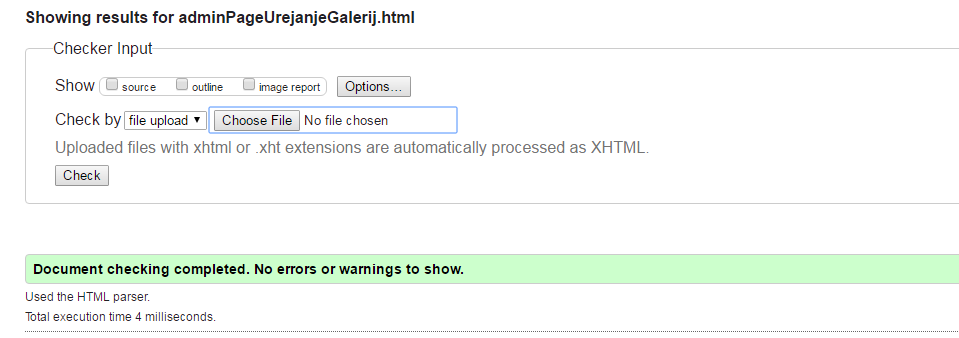 Showing results for adminPageUrejanjeGalerij.html
Checker Input
Show source outline image report Options...
Check by file upload Choose File No file chosen
Uploaded files with xhtml or .xht extensions are automatically processed as XHTML.
Check
Document checking completed. No errors or warnings to show.
Used the HTML parser.
Total execution time 4 milliseconds.